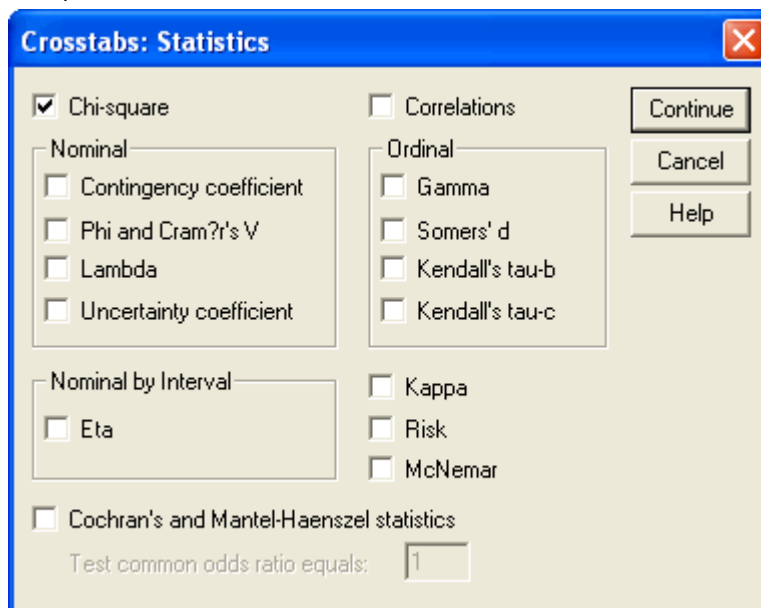 Crosstabs: Statistics
Chi-square
Correlations
Continue
Nominal
Ordinal
Cancel
Contingency coefficient
Gamma
Help
Phi and Cram?r's V
Somers' d
Lambda
Kendall's tau-b
Uncertainty coefficient
Kendall's tau-c
Nominal by Interval
Kappa
Eta
Risk
McNemar
Cochran's and Mantel-Haenszel statistics
Test common odds ratio equals: 1